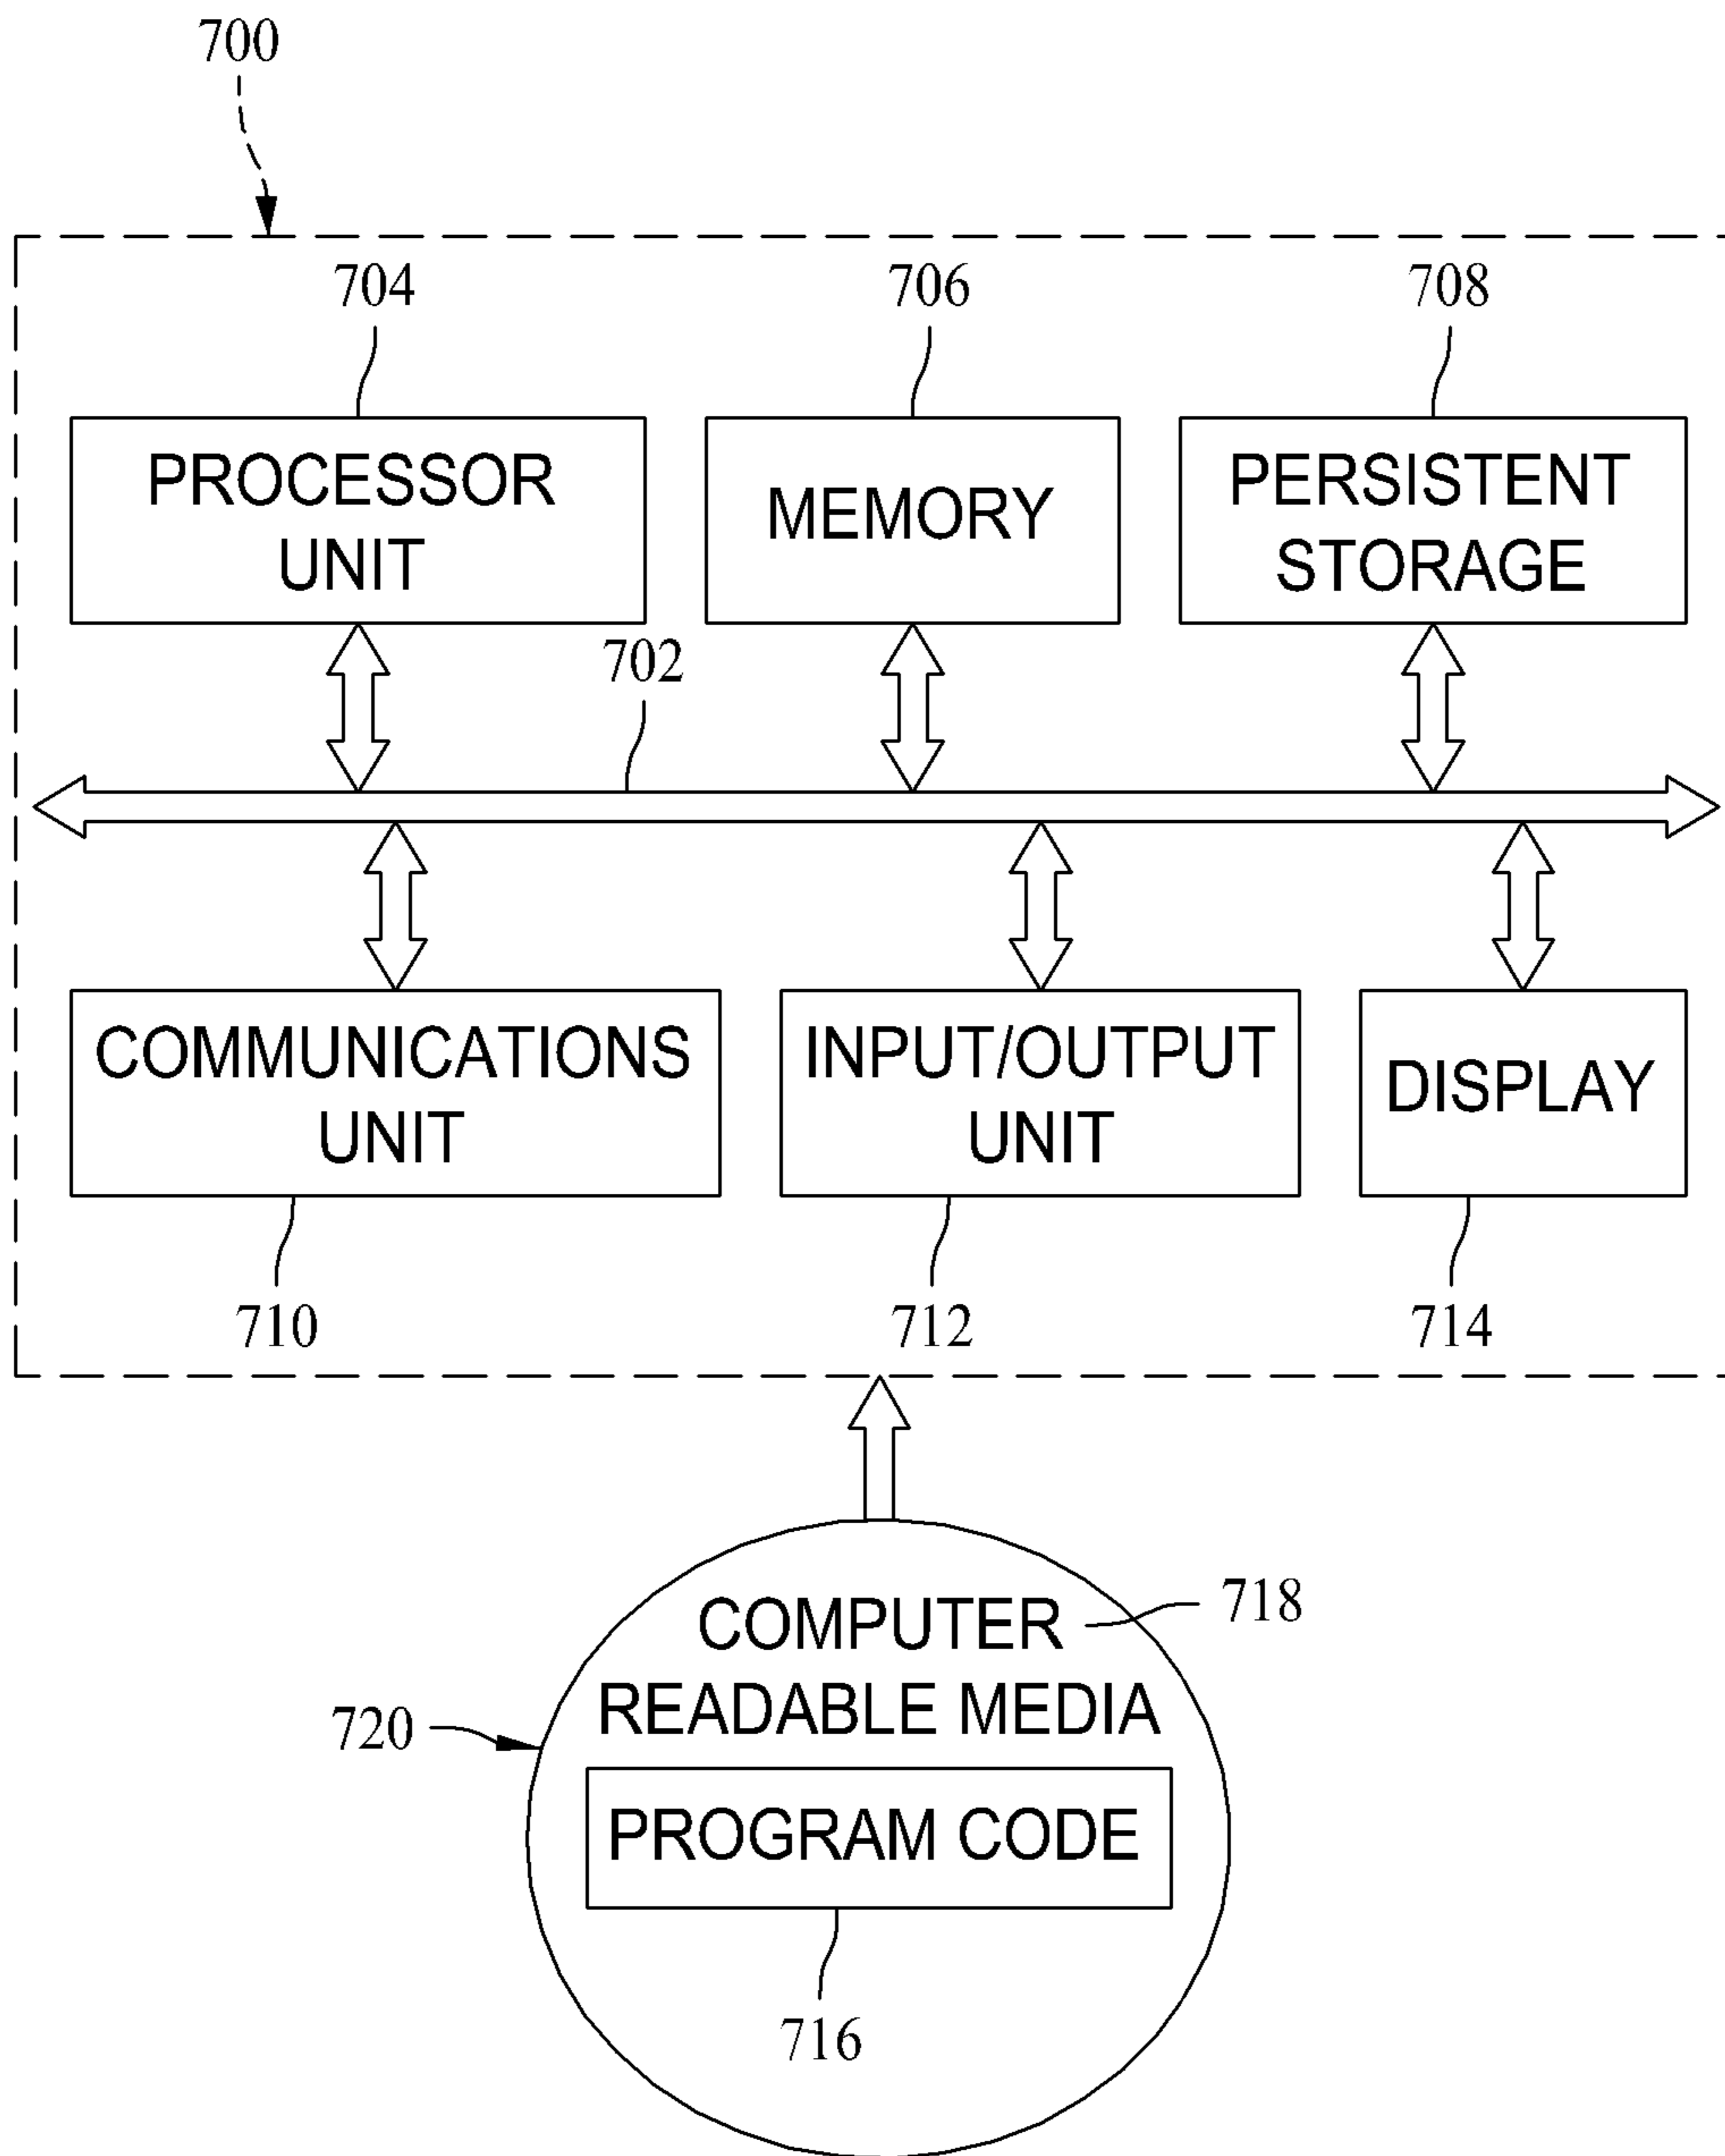 700
704
706
708
PROCESSOR
UNIT
MEMORY
PERSISTENT
STORAGE
702
COMMUNICATIONS
UNIT
INPUT/OUTPUT
UNIT
DISPLAY
710
712
714
COMPUTER
READABLE MEDIA
718
720
PROGRAM CODE
716